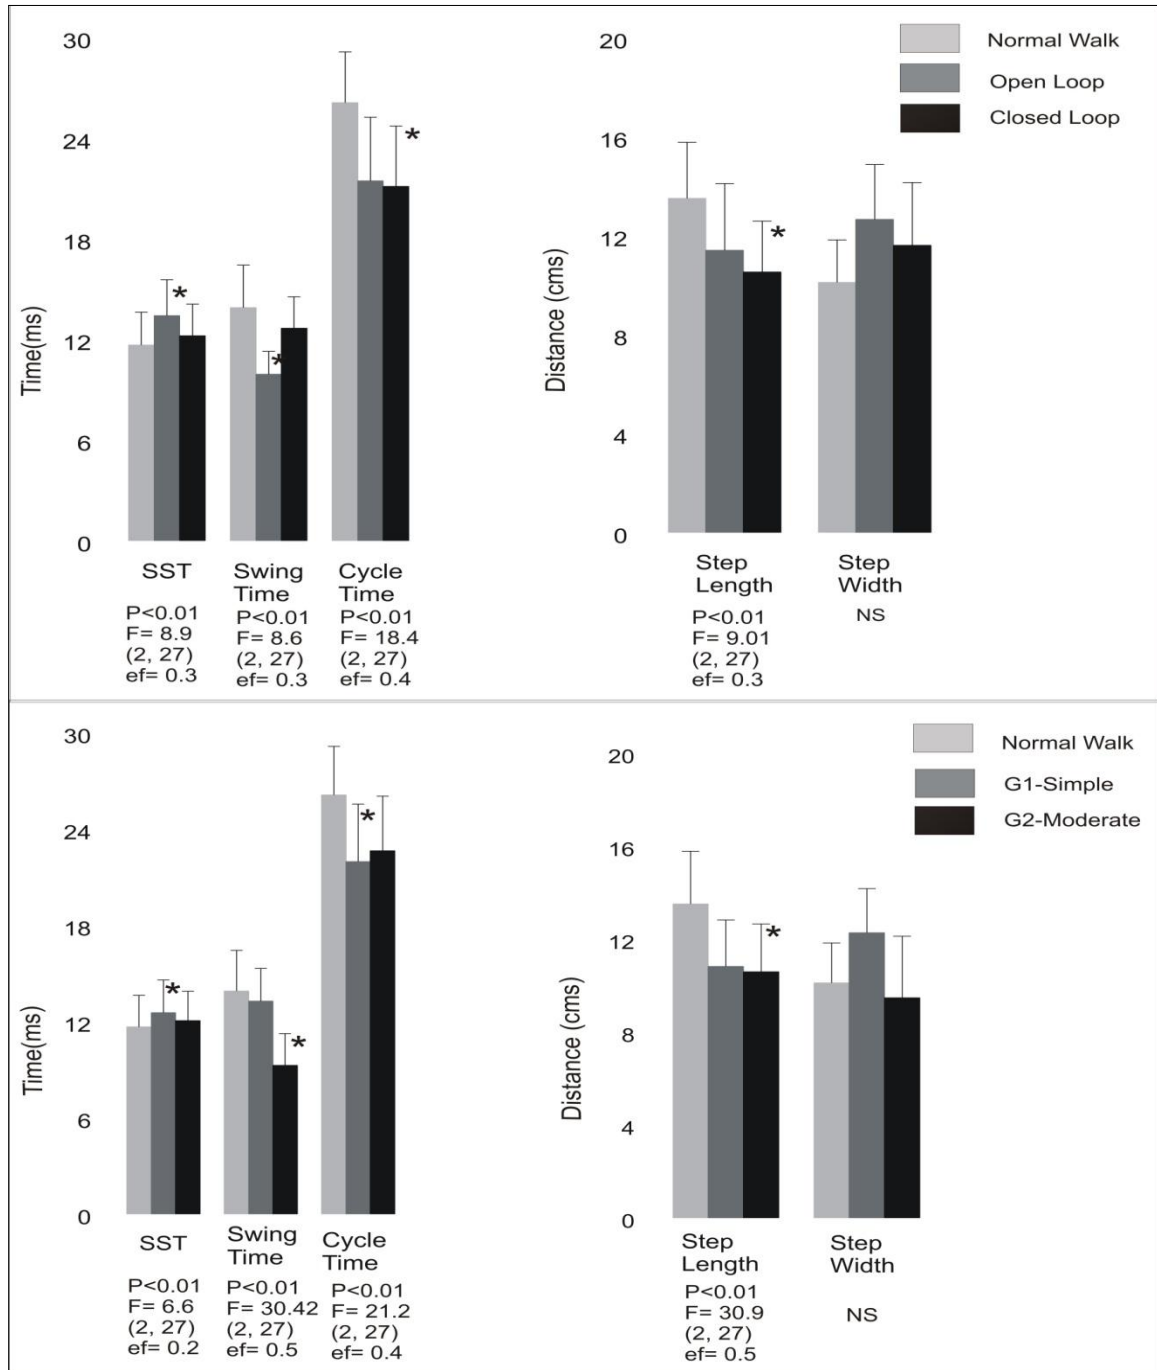 30
24
18
12
6
0
Time(ms)
*
*
*
SST
P<0.01
F= 8.9
(2, 27)
ef= 0.3
Swing
Time
P<0.01
F= 8.6
(2, 27)
ef= 0.3
Cycle
Time
P<0.01
F= 18.4
(2, 27)
ef= 0.4
20
16
12
8
4
0
Distance (cms)
*
Normal Walk
Open Loop
Closed Loop
Step
Length
P<0.01
F= 9.01
(2, 27)
ef= 0.3
Step
Width
NS
30
24
18
12
6
0
Time(ms)
*
*
*
SST
P<0.01
F= 6.6
(2, 27)
ef= 0.2
Swing
Time
P<0.01
F= 30.42
(2, 27)
ef= 0.5
Cycle
Time
P<0.01
F= 21.2
(2, 27)
ef= 0.4
20
16
12
8
4
0
Distance (cms)
*
Normal Walk
G1-Simple
G2-Moderate
Step
Length
P<0.01
F= 30.9
(2, 27)
ef= 0.5
Step
Width
NS